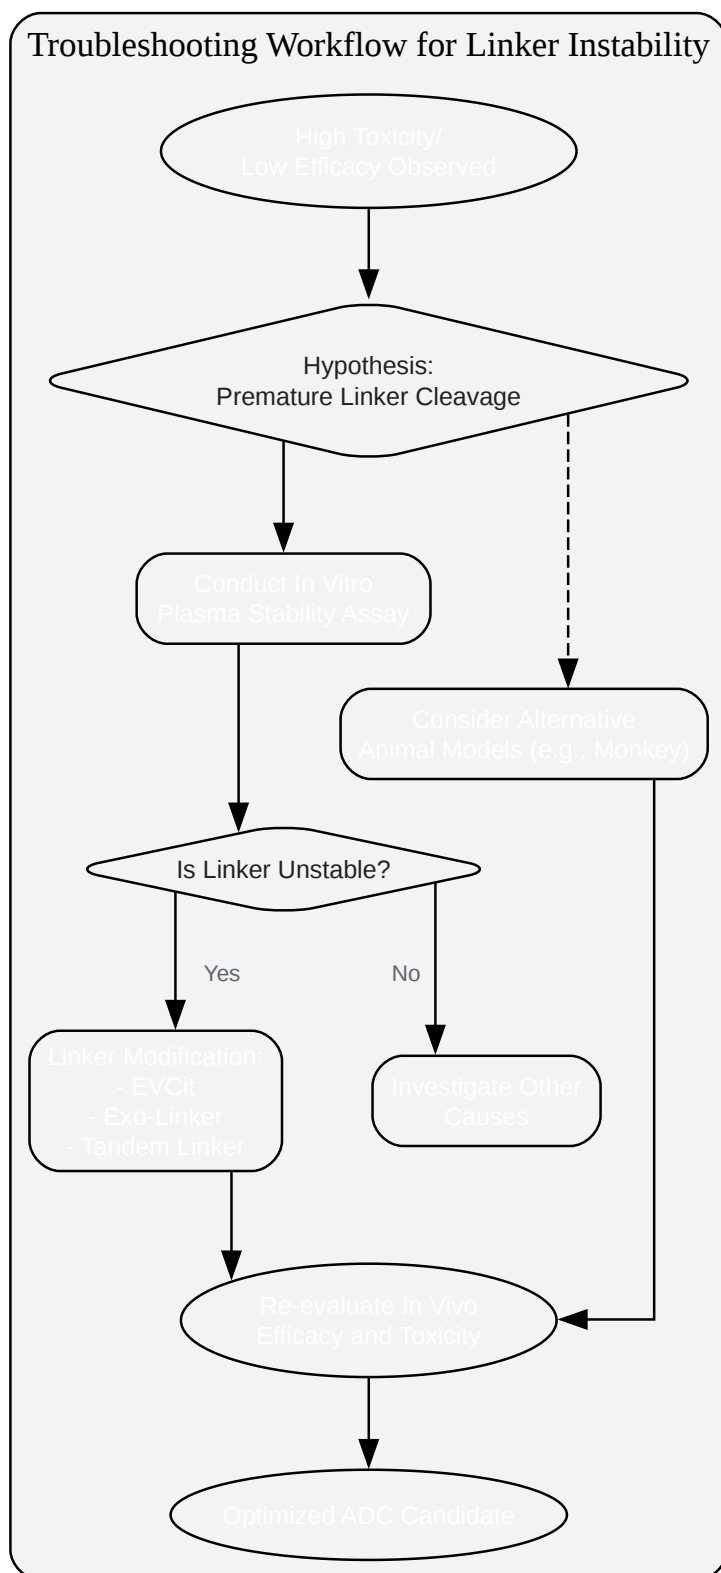 Troubleshooting Workflow for Linker Instability
High Toxicity/
Low Efficacy Observed
Hypothesis:
Premature Linker Cleavage
Conduct In Vitro
Plasma Stability Assay
Consider Alternative
Animal Models (e.g., Monkey)
Is Linker Unstable?
Yes
No
Linker Modification:
- EVCit
- Exo-Linker
- Tandem Linker
Investigate Other
Causes
Re-evaluate In Vivo
Efficacy and Toxicity
Optimized ADC Candidate